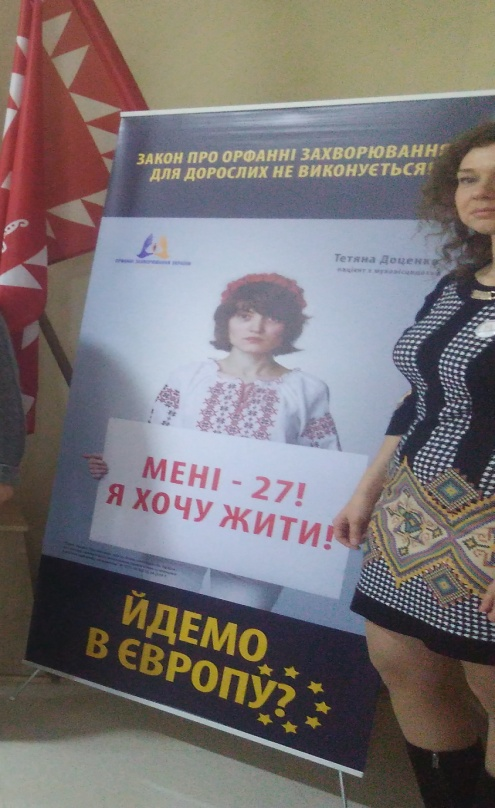 ЗАКОН ПРО ОРФАННІ ЗАХВОРЮВАННЯ
ДЛЯ ДОРОСЛИХ НЕ ВИКОНУЄТЬСЯ!
Тетяна Доценко
МЕНІ - 27!
Я ХОЧУ ЖИТИ!
ЙДЕМО
В ЄВРОПУ?